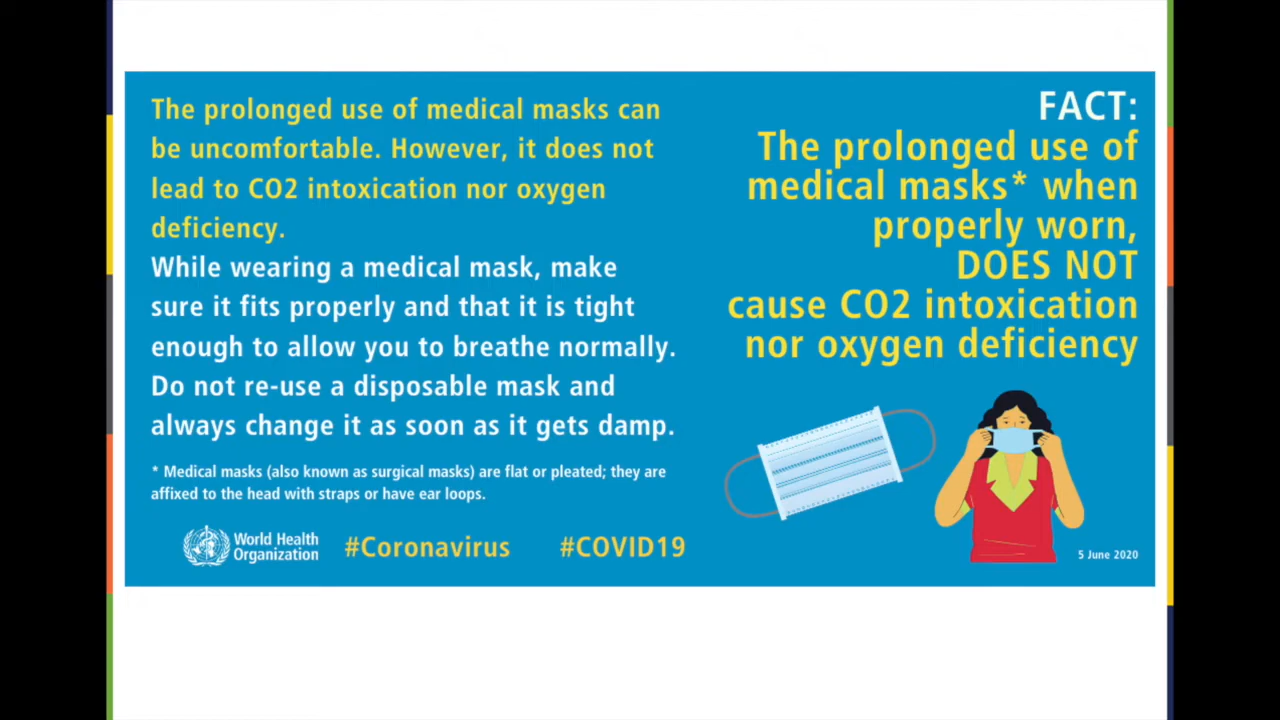 The prolonged use of medical masks can
be uncomfortable. However, it does not
lead to CO2 intoxication nor oxygen
deficiency.
While wearing a medical mask, make
sure it fits properly and that it is tight
enough to allow you to breathe normally.
Do not re-use a disposable mask and
always change it as soon as it gets damp.
* Medical masks (also known as surgical masks) are flat or pleated; they are
affixed to the head with straps or have ear loops.
World Health
Organization
#Coronavirus
#COVID19
FACT:
The prolonged use of
medical masks* when
properly worn,
DOES NOT
cause CO2 intoxication
nor oxygen deficiency
5 June 2020